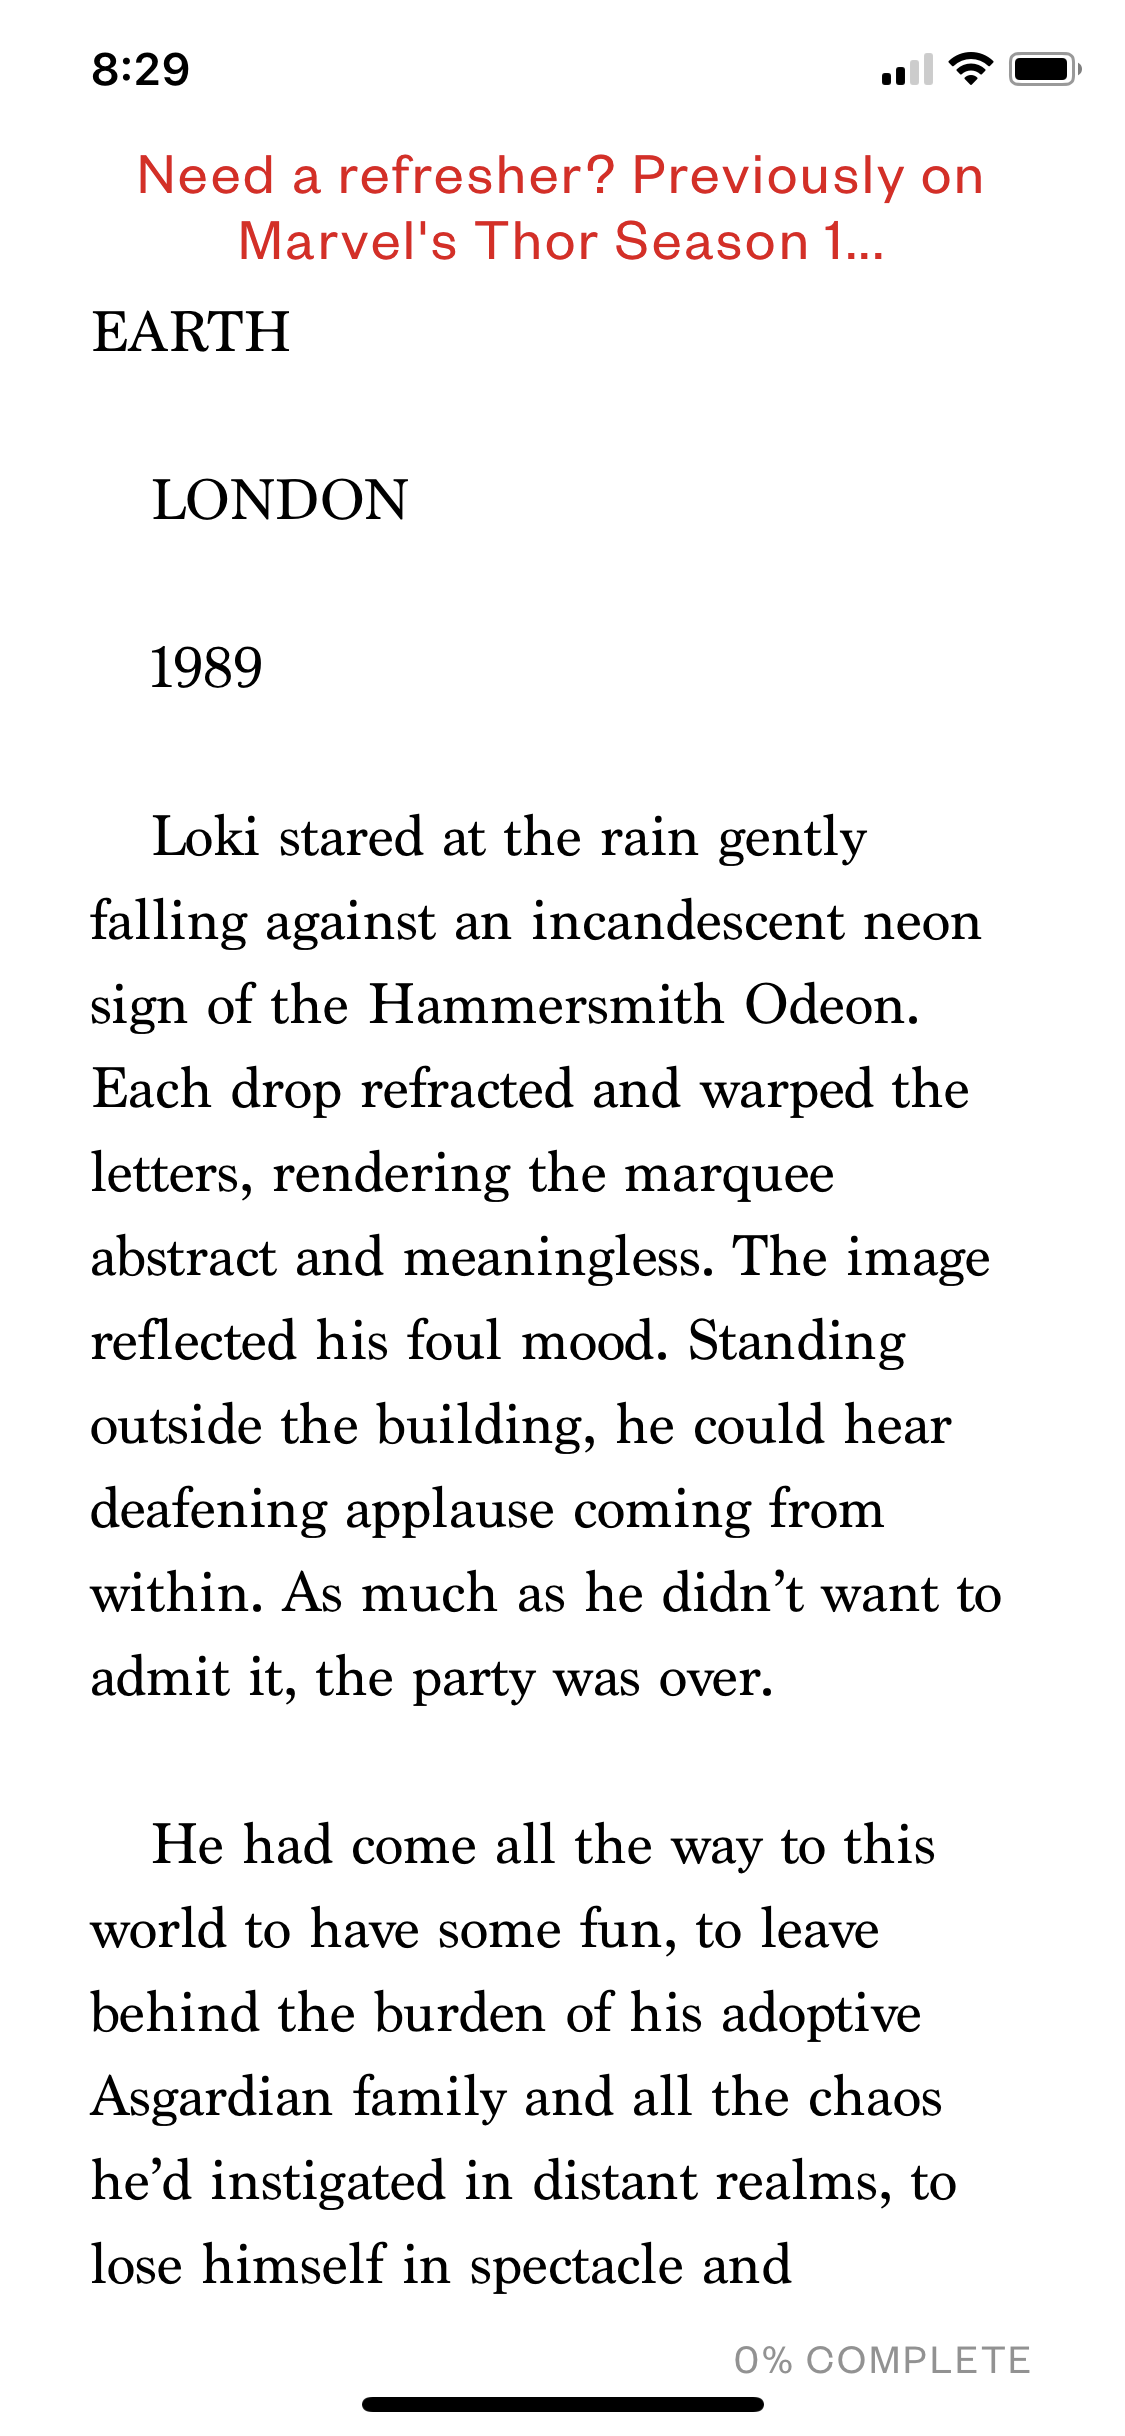 8:29
Need a refresher? Previously on
Marvel's Thor Season 1...
EARTH
LONDON
1989
Loki stared at the rain gently
falling against an incandescent neon
sign of the Hammersmith Odeon.
Each drop refracted and warped the
letters, rendering the marquee
abstract and meaningless. The image
reflected his foul mood. Standing
outside the building, he could hear
deafening applause coming from
within. As much as he didn’t want to
admit it, the party was over.
He had come all the way to this
world to have some fun, to leave
behind the burden of his adoptive
Asgardian family and all the chaos
he’d instigated in distant realms, to
lose himself in spectacle and
0% COMPLETE